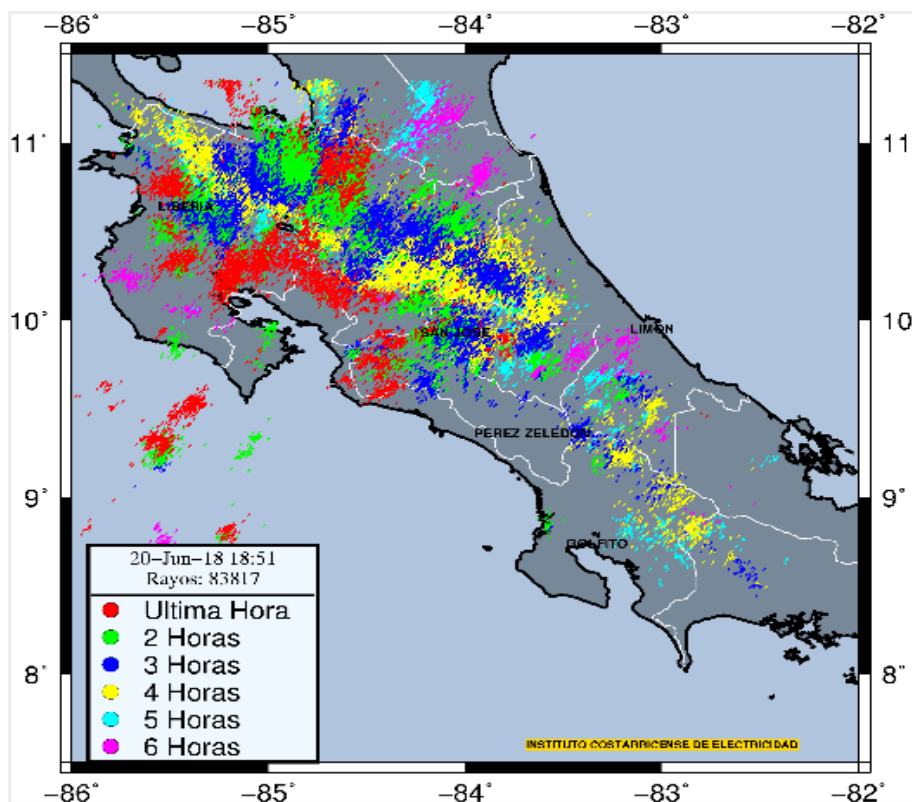 −86° −85° −84° −83° −82°
11° 11°
LIBERIA
10° 10°
SAN JOSE LIMON
PEREZ ZELEDON
9° 9°
GOLFITO
20−Jun−18 18:51
Rayos: 83817
Ultima Hora
2 Horas
3 Horas
8° 8°
4 Horas
5 Horas
6 Horas
INSTITUTO COSTARRICENSE DE ELECTRICIDAD
−86° −85° −84° −83° −82°